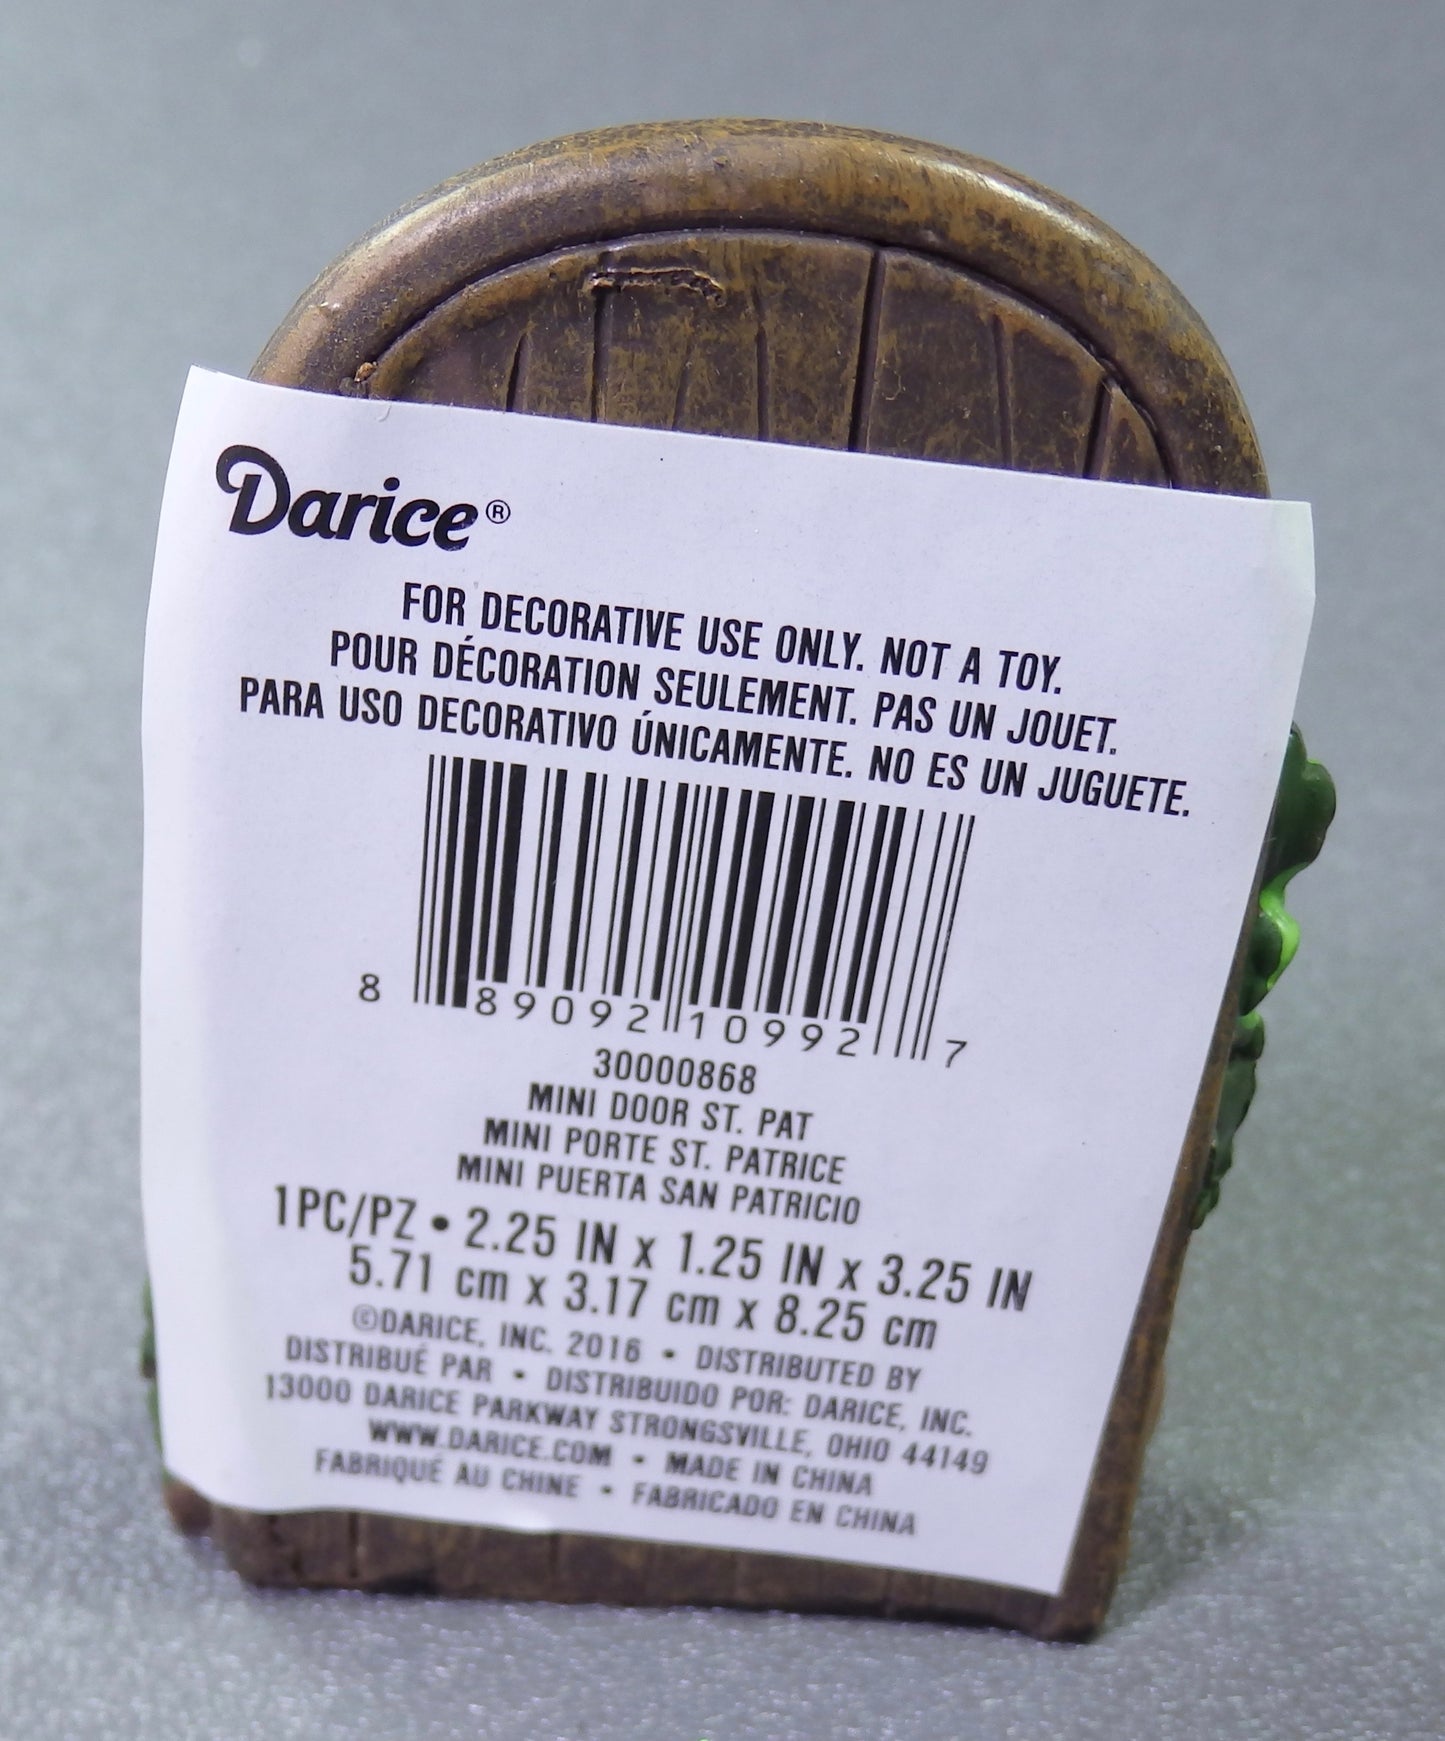 Darice®
FOR DECORATIVE USE ONLY. NOT A TOY.
POUR DÉCORATION SEULEMENT. PAS UN JOUET.
PARA USO DECORATIVO ÚNICAMENTE. NO ES UN JUGUETE.
8 89092 10992 7
30000868
MINI DOOR ST. PAT
MINI PORTE ST. PATRICE
MINI PUERTA SAN PATRICIO
1PC/PZ • 2.25 IN x 1.25 IN x 3.25 IN
5.71 cm x 3.17 cm x 8.25 cm
©DARICE, INC. 2016 • DISTRIBUTED BY
DISTRIBUÉ PAR • DISTRIBUIDO POR: DARICE, INC.
13000 DARICE PARKWAY STRONGSVILLE, OHIO 44149
WWW.DARICE.COM • MADE IN CHINA
FABRIQUÉ AU CHINE • FABRICADO EN CHINA